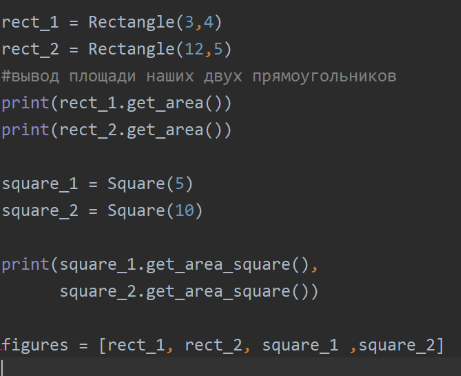 rect_1 = Rectangle(3,4)
rect_2 = Rectangle(12,5)
#вывод площади наших двух прямоугольников
print(rect_1.get_area())
print(rect_2.get_area())
square_1 = Square(5)
square_2 = Square(10)
print(square_1.get_area_square(),
square_2.get_area_square())
figures = [rect_1, rect_2, square_1 ,square_2]